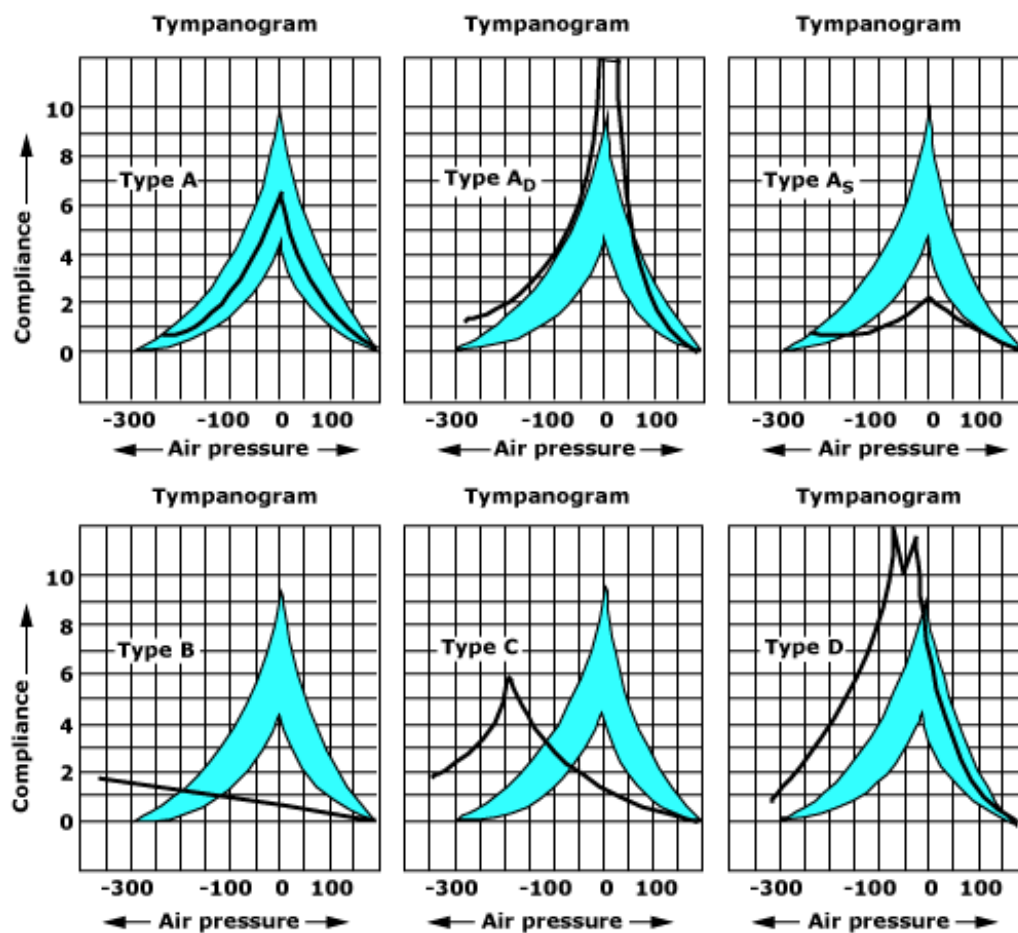 Tympanogram Tympanogram Tympanogram
10
8
6
4
2
0
Compliance
Type A
Type AD
Type AS
-300 -100 0 100 -300 -100 0 100 -300 -100 0 100
Air pressure Air pressure Air pressure
Tympanogram Tympanogram Tympanogram
10
8
6
4
2
0
Compliance
Type B
Type C
Type D
-300 -100 0 100 -300 -100 0 100 -300 -100 0 100
Air pressure Air pressure Air pressure